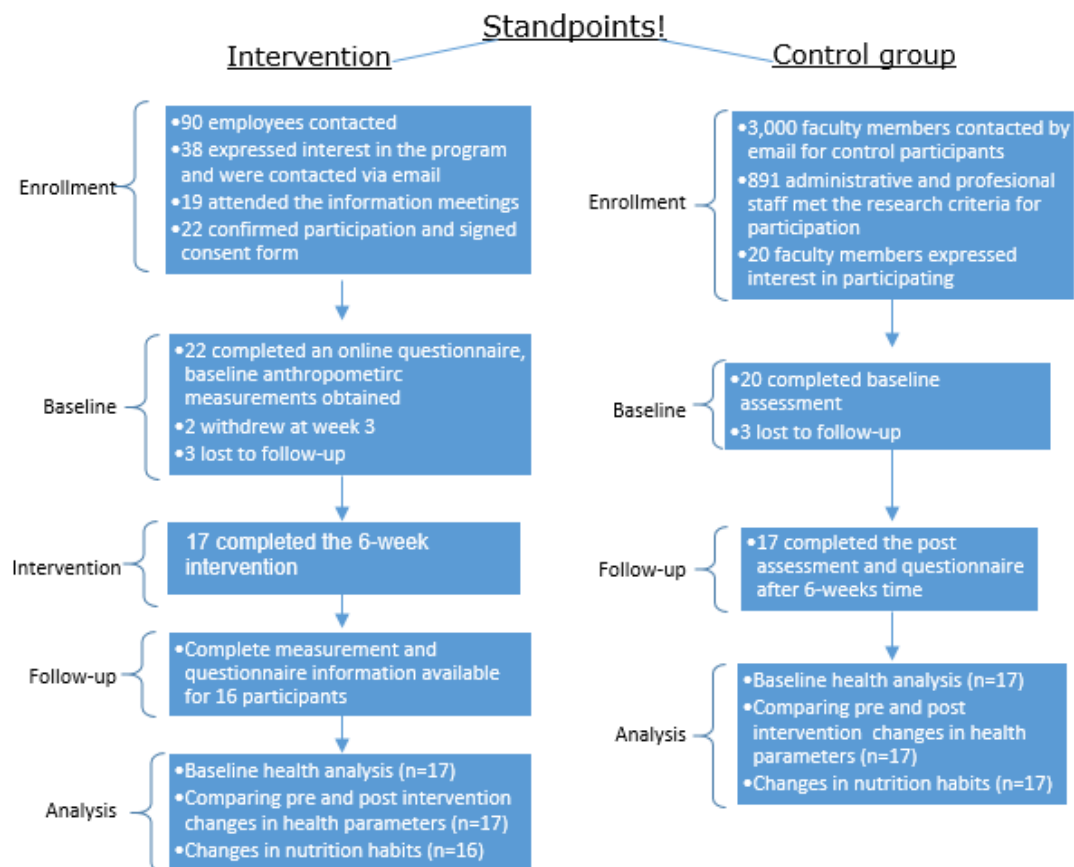 Standpoints!
Intervention
Enrollment
•90 employees contacted
•38 expressed interest in the program
and were contacted via email
•19 attended the information meetings
•22 confirmed participation and signed
consent form
Baseline
•22 completed an online questionnaire,
baseline anthropometirc
measurements obtained
•2 withdrew at week 3
•3 lost to follow-up
Intervention
17 completed the 6-week
intervention
Follow-up
•Complete measurement and
questionnaire information available
for 16 participants
Analysis
•Baseline health analysis (n=17)
•Comparing pre and post intervention
changes in health parameters (n=17)
•Changes in nutrition habits (n=16)
Control group
Enrollment
•3,000 faculty members contacted by
email for control participants
•891 administrative and profesional
staff met the research criteria for
participation
•20 faculty members expressed
interest in participating
Baseline
•20 completed baseline
assessment
•3 lost to follow-up
Follow-up
•17 completed the post
assessment and questionnaire
after 6-weeks time
Analysis
•Baseline health analysis (n=17)
•Comparing pre and post
intervention changes in health
parameters (n=17)
•Changes in nutrition habits (n=17)